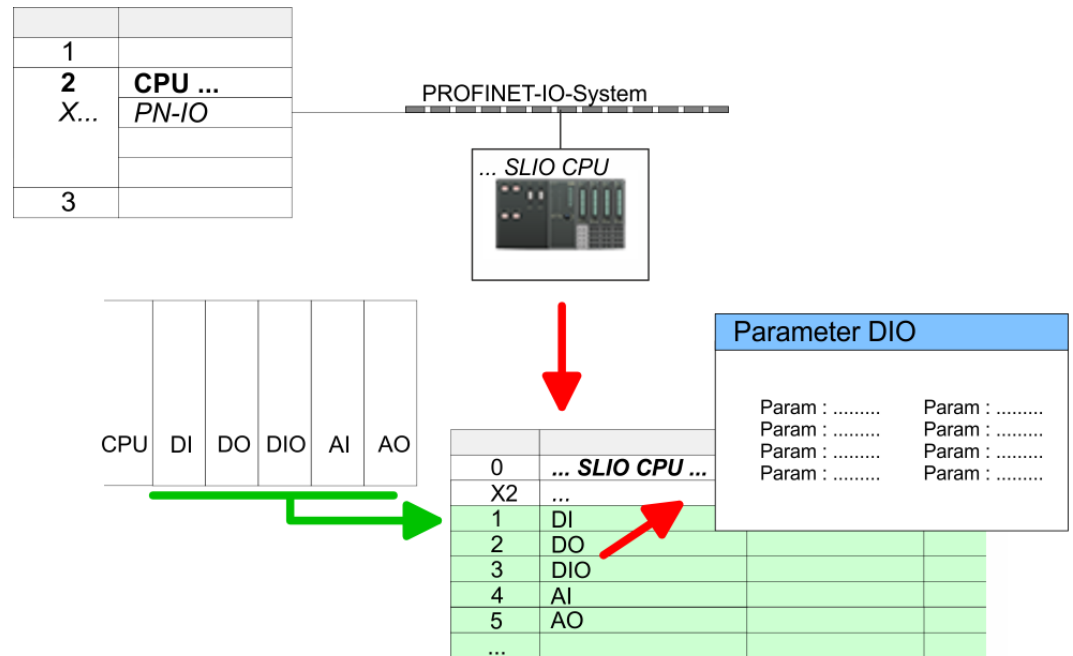 1
2 CPU ...
X... PN-IO
3
PROFINET-IO-System
... SLIO CPU
CPU DI DO DIO AI AO
Parameter DIO
Param : ......... Param : .........
Param : ......... Param : .........
Param : ......... Param : .........
Param : ......... Param : .........
0 ... SLIO CPU ...
X2 ...
1 DI
2 DO
3 DIO
4 AI
5 AO
...